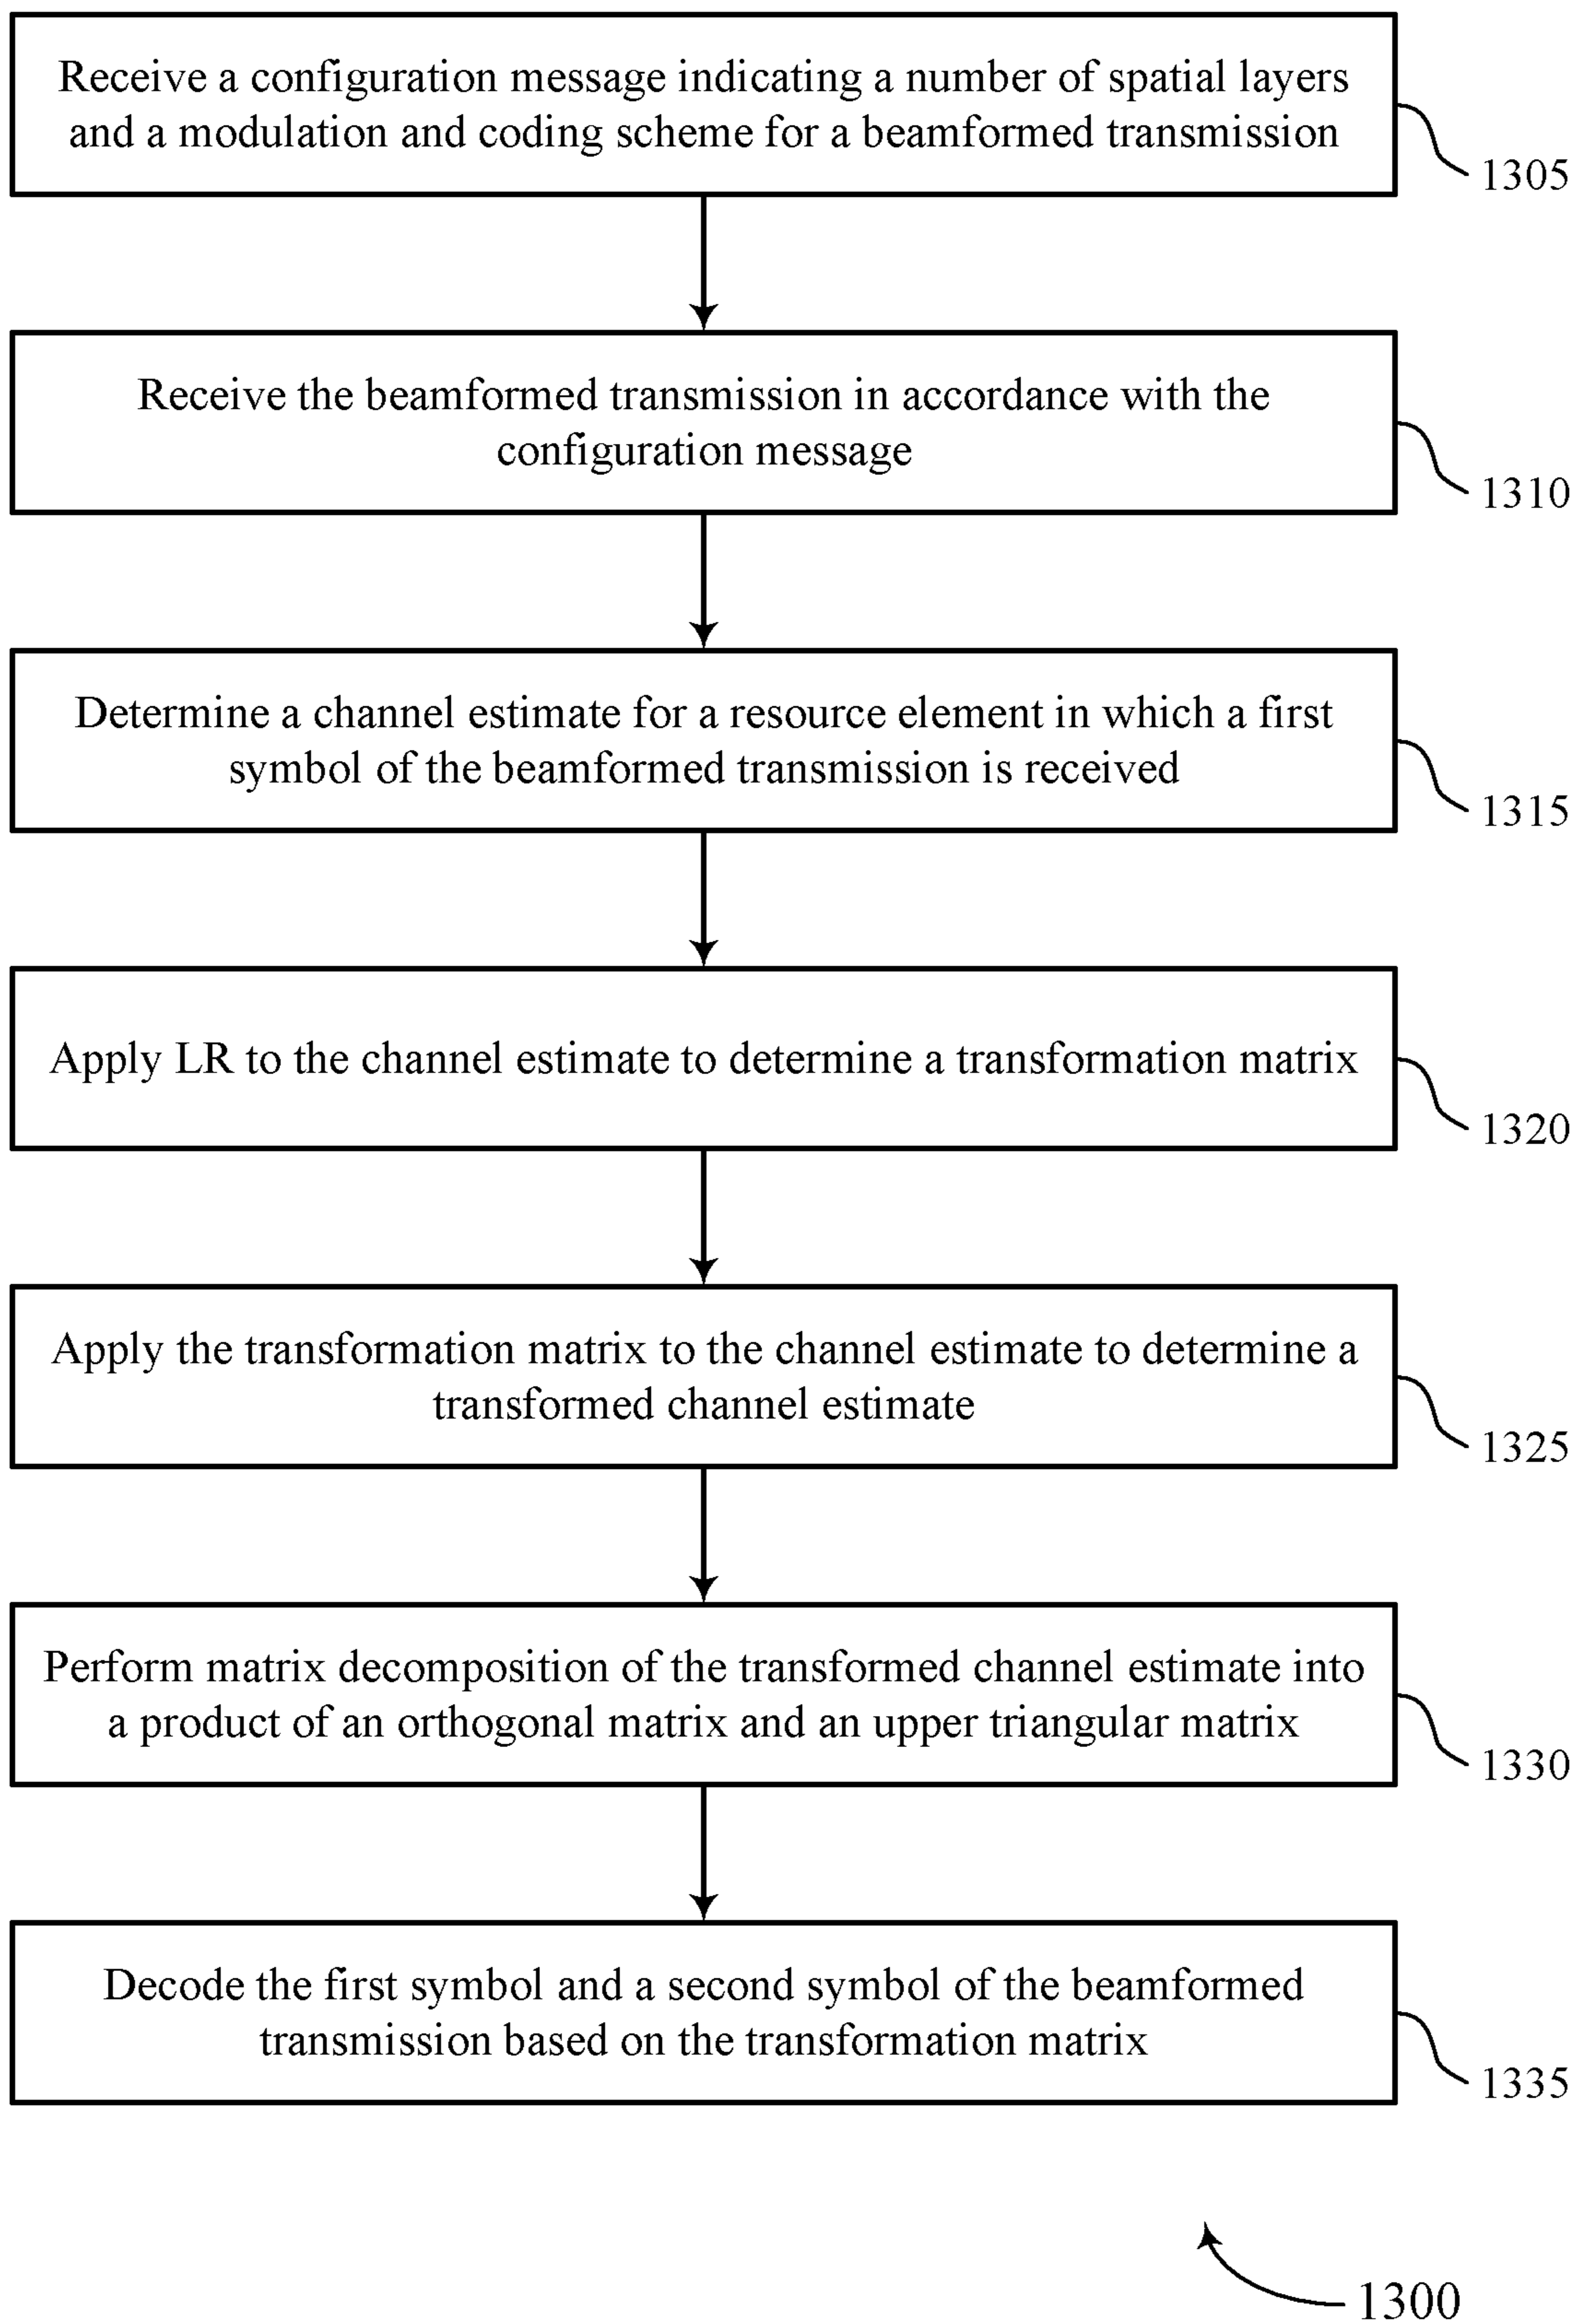 Receive a configuration message indicating a number of spatial layers
and a modulation and coding scheme for a beamformed transmission
1305
Receive the beamformed transmission in accordance with the
configuration message
1310
Determine a channel estimate for a resource element in which a first
symbol of the beamformed transmission is received
1315
Apply LR to the channel estimate to determine a transformation matrix
1320
Apply the transformation matrix to the channel estimate to determine a
transformed channel estimate
1325
Perform matrix decomposition of the transformed channel estimate into
a product of an orthogonal matrix and an upper triangular matrix
1330
Decode the first symbol and a second symbol of the beamformed
transmission based on the transformation matrix
1335
1300